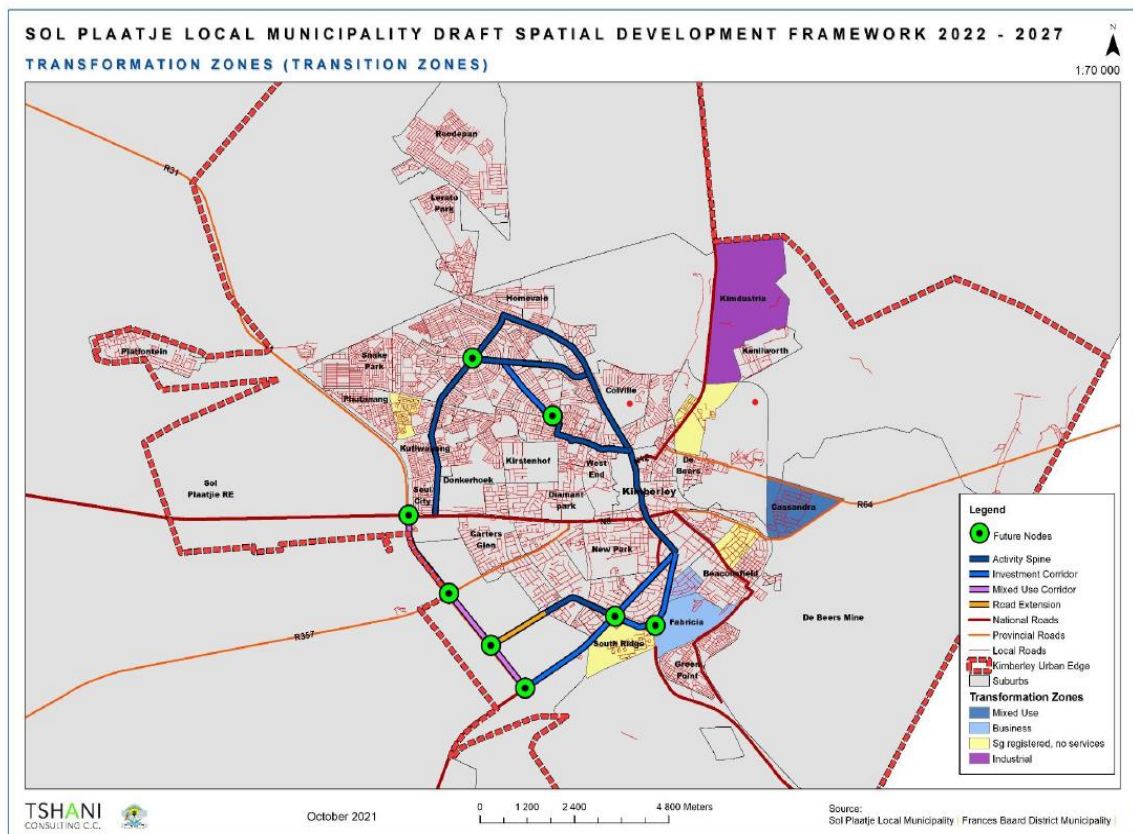 SOL PLAATJE LOCAL MUNICIPALITY DRAFT SPATIAL DEVELOPMENT FRAMEWORK 2022 - 2027
TRANSFORMATION ZONES (TRANSITION ZONES)
N
1:70 000
Roodepan
R31
Lerato
Park
Homevale
Kimdustria
Platfontein
Snake
Park
Kenilworth
Colville
Phutanang
Kutlwanong
Kirstenhof
West
End
De
Beers
Sol
Plaatjie RE
Soul
City
Donkerhoek
Diamant
park
Kimberley
Cassandra
R64
Carters
Glen
N8
New Park
Beaconsfield
Fabricia
De Beers Mine
R357
South Ridge
Green
Point
Legend
Future Nodes
Activity Spine
Investment Corridor
Mixed Use Corridor
Road Extension
National Roads
Provincial Roads
Local Roads
Kimberley Urban Edge
Suburbs
Transformation Zones
Mixed Use
Business
Sg registered, no services
Industrial
TSHANI
CONSULTING C.C.
October 2021
0 1 200 2 400 4 800 Meters
Source:
Sol Plaatje Local Municipality | Frances Baard District Municipality |